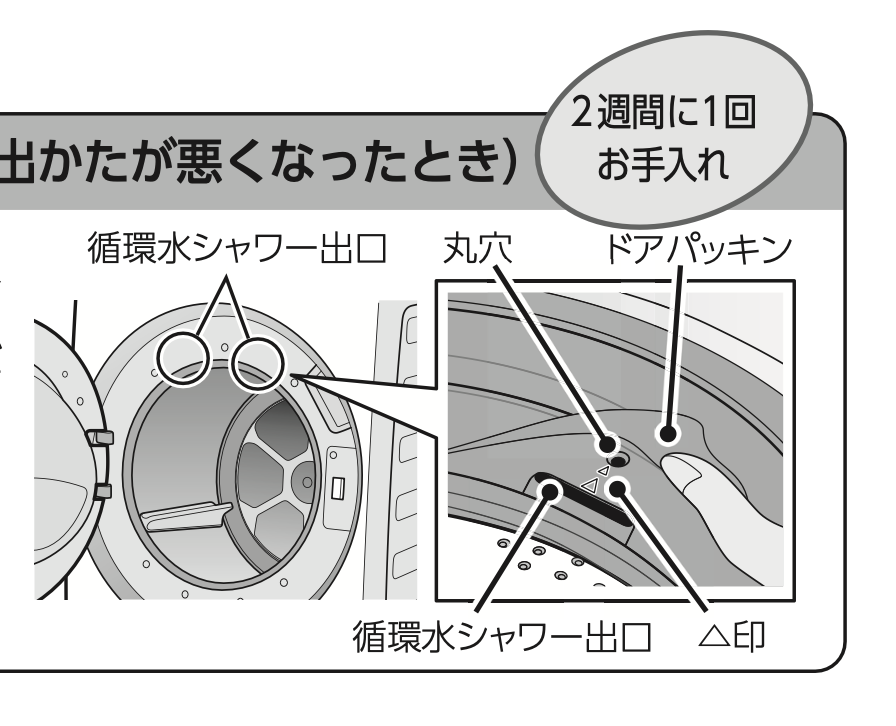 2週間に1回
お手入れ
出かたが悪くなったとき）
循環水シャワー出口
丸穴
ドアパッキン
循環水シャワー出口
△印